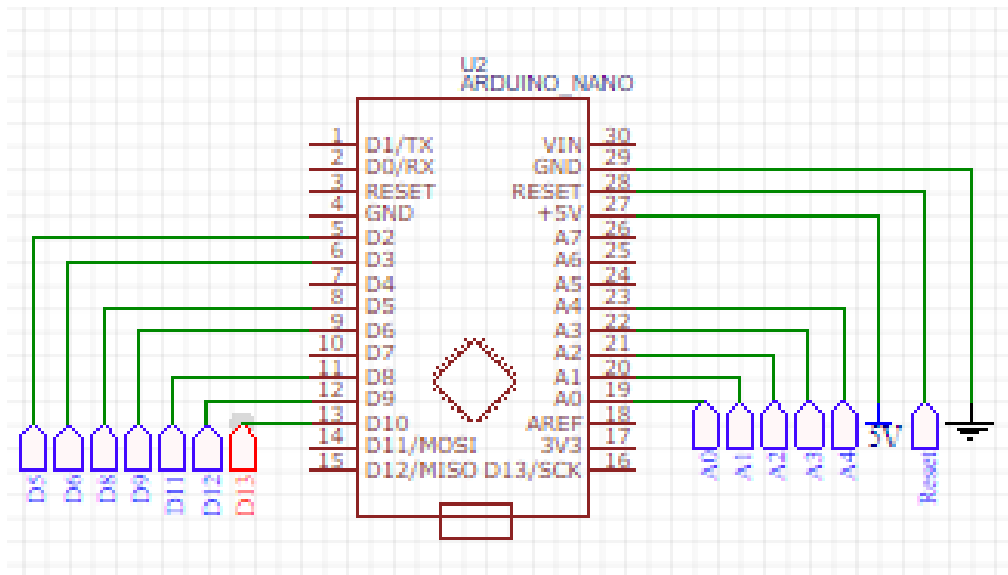 U2
ARDUINO_NANO
1 D1/TX VIN 30
2 D0/RX GND 29
3 RESET RESET 28
4 GND +5V 27
5 D2 A7 26
6 D3 A6 25
7 D4 A5 24
8 D5 A4 23
9 D6 A3 22
10 D7 A2 21
11 D8 A1 20
12 D9 A0 19
13 D10 AREF 18
14 D11/MOSI 3V3 17
15 D12/MISO D13/SCK 16
D5
D6
D8
D9
D11
D12
D13
A0
A1
A2
A3
A4
5V
Reset